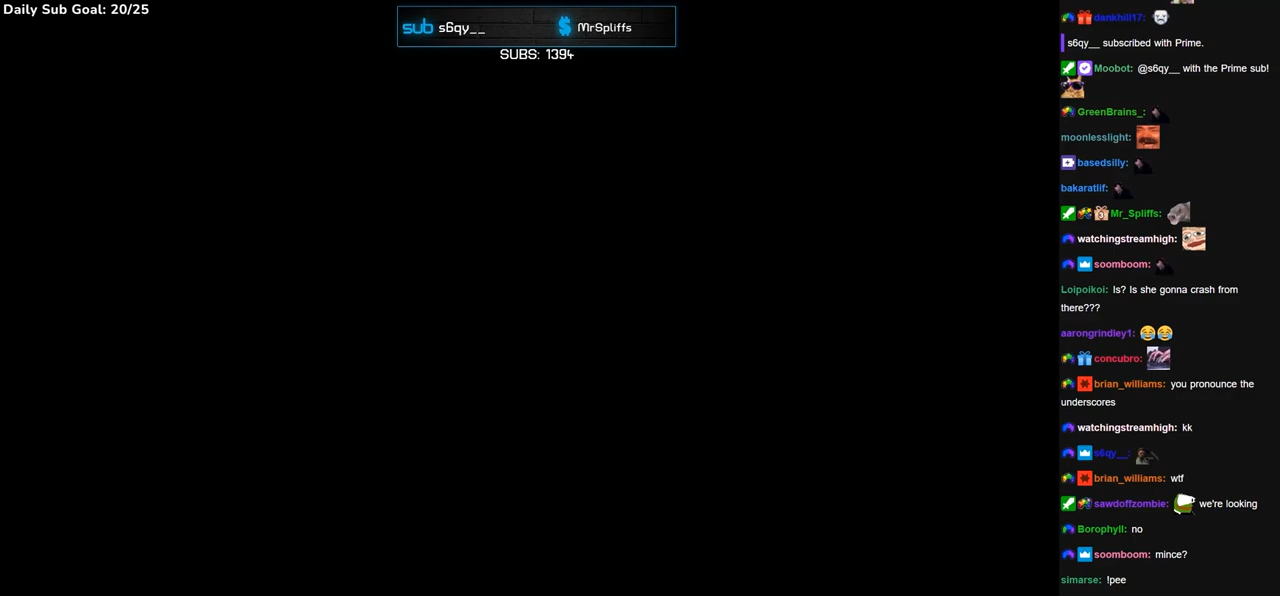 Daily Sub Goal: 20/25
sub s6qy__ $ MrSpliffs
SUBS: 1394
dankhill17:
s6qy__ subscribed with Prime.
Moobot: @s6qy__ with the Prime sub!
GreenBrains_:
moonlesslight:
basedsilly:
bakaratlif:
Mr_Spliffs:
watchingstreamhigh:
soomboom:
Loipoikoi: Is? Is she gonna crash from
there???
aarongrindley1:
concubro:
brian_williams: you pronounce the
underscores
watchingstreamhigh: kk
s6qy__:
brian_williams: wtf
sawdoffzombie: we're looking
Borophyll: no
soomboom: mince?
simarse: !pee